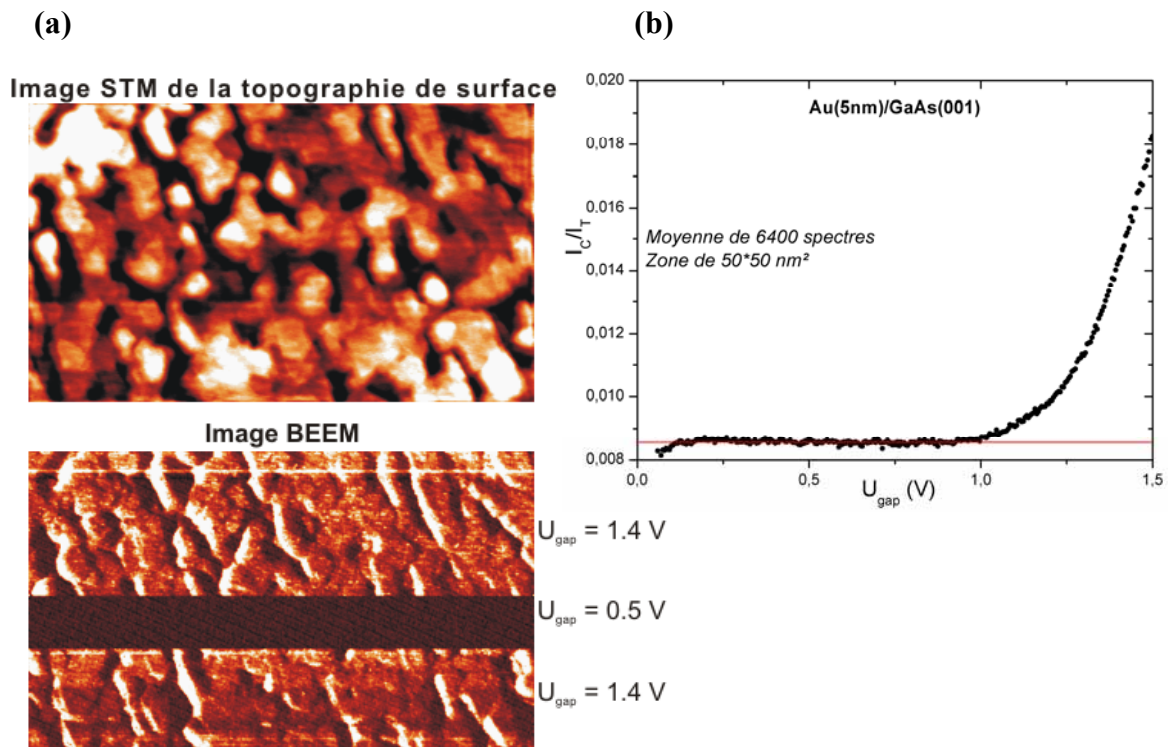 (a)
Image STM de la topographie de surface
Image BEEM
U_gap = 1.4 V
U_gap = 0.5 V
U_gap = 1.4 V
(b)
0,020
0,018
0,016
0,014
0,012
0,010
0,008
I_C/I_T
Au(5nm)/GaAs(001)
Moyenne de 6400 spectres
Zone de 50*50 nm²
0,0 0,5 1,0 1,5
U_gap (V)